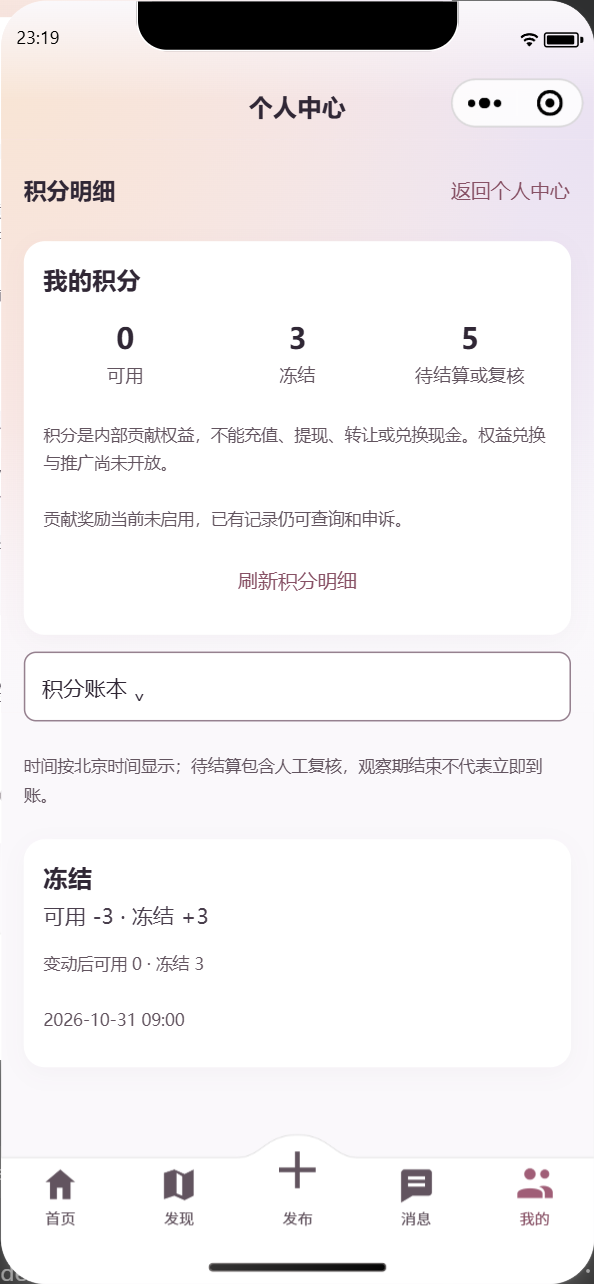 23:19
个人中心
积分明细
返回个人中心
我的积分
0
3
5
可用
冻结
待结算或复核
积分是内部贡献权益，不能充值、提现、转让或兑换现金。权益兑换
与推广尚未开放。
贡献奖励当前未启用，已有记录仍可查询和申诉。
刷新积分明细
积分账本
时间按北京时间显示；待结算包含人工复核，观察期结束不代表立即到
账。
冻结
可用 -3 · 冻结 +3
变动后可用 0 · 冻结 3
2026-10-31 09:00
首页
发现
发布
消息
我的